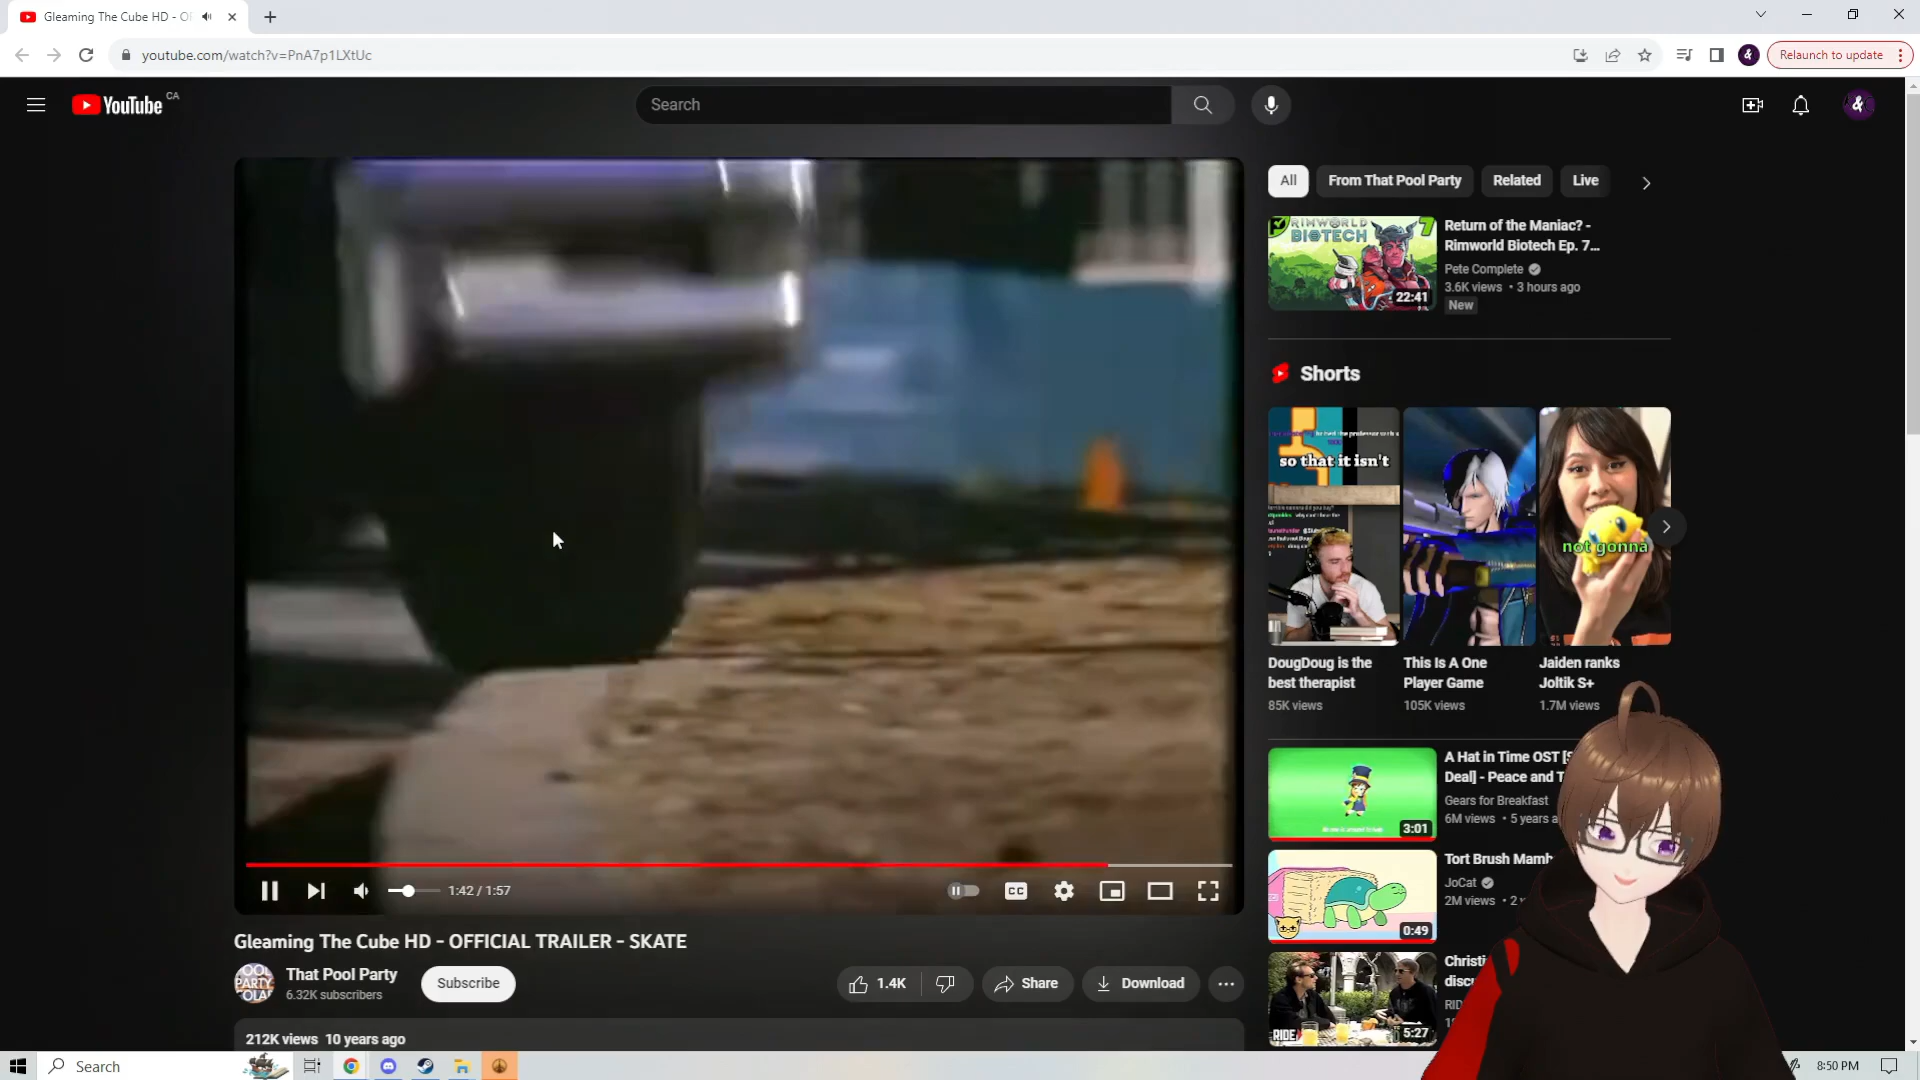 Gleaming The Cube HD - O
youtube.com/watch?v=PnA7p1LXtUc
Relaunch to update
YouTube CA
Search
All
From That Pool Party
Related
Live
RIMWORLD
BIOTECH
7
22:41
Return of the Maniac? -
Rimworld Biotech Ep. 7...
Pete Complete
3.6K views • 3 hours ago
New
Shorts
so that it isn't
not gonna
DougDoug is the
best therapist
85K views
This Is A One
Player Game
105K views
Jaiden ranks
Joltik S+
1.7M views
A Hat in Time OST [S
Deal] - Peace and T
Gears for Breakfast
6M views • 5 years a
3:01
Tort Brush Mamb
JoCat
2M views • 2 y
0:49
Christi
disc
RID
RIDE
5:27
1:42 / 1:57
CC
Gleaming The Cube HD - OFFICIAL TRAILER - SKATE
That Pool Party
6.32K subscribers
Subscribe
1.4K
Share
Download
212K views 10 years ago
Search
8:50 PM